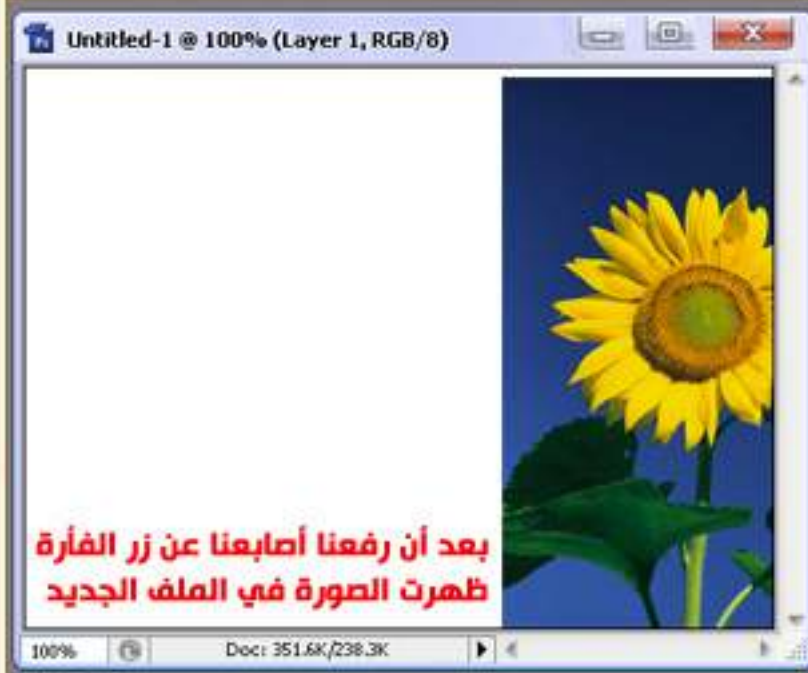 Untitled-1 @ 100% (Layer 1, RGB/8)
بعد أن رفعنا أصابعنا عن زر الفأرة
ظهرت الصورة في الملف الجديد
100% Doc: 351.6K/238.3K